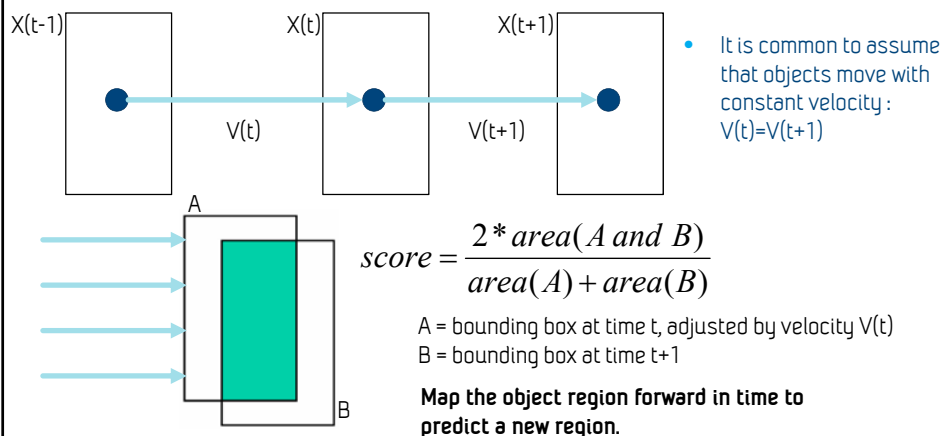 X(t-1)
X(t)
X(t+1)
V(t)
V(t+1)
• It is common to assume
that objects move with
constant velocity :
V(t)=V(t+1)
A
B
score = 2 * area(A and B) / area(A) + area(B)
A = bounding box at time t, adjusted by velocity V(t)
B = bounding box at time t+1
Map the object region forward in time to
predict a new region.